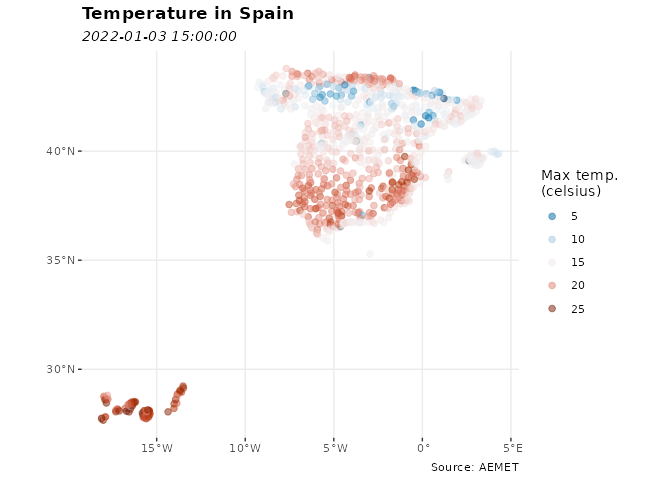 Temperature in Spain
2022-01-03 15:00:00
40°N
35°N
30°N
15°W
10°W
5°W
0°
5°E
Max temp.
(celsius)
5
10
15
20
25
Source: AEMET